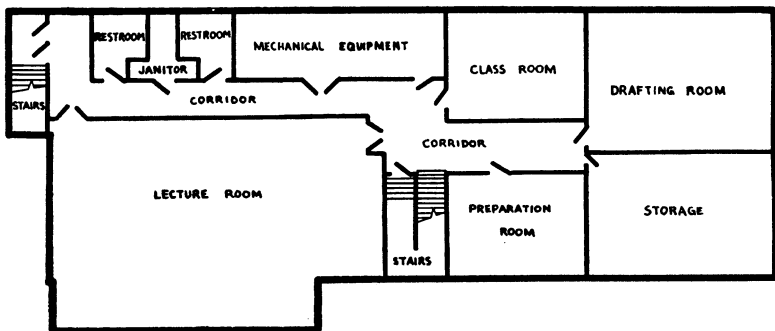 RESTROOM
RESTROOM
MECHANICAL EQUIPMENT
JANITOR
CLASS ROOM
DRAFTING ROOM
STAIRS
CORRIDOR
CORRIDOR
LECTURE ROOM
PREPARATION
ROOM
STORAGE
STAIRS